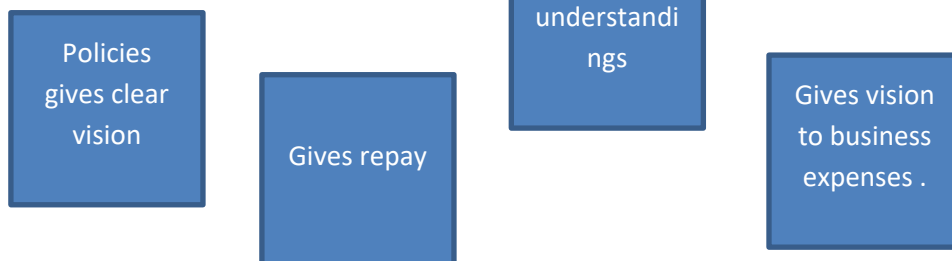 Policies
gives clear
vision
Gives repay
understandi
ngs
Gives vision
to business
expenses .